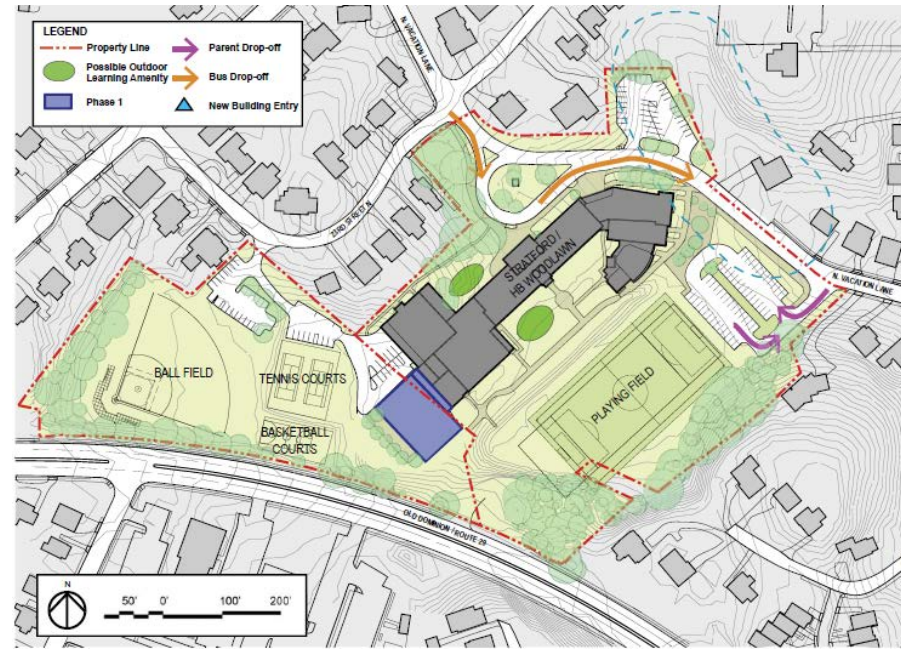 LEGEND
Property Line
Parent Drop-off
Possible Outdoor
Learning Amenity
Bus Drop-off
Phase 1
New Building Entry
N. VACATION LANE
23RD STREET N
STRATFORD /
HB WOODLAWN
N. VACATION LANE
BALL FIELD
TENNIS COURTS
PLAYING FIELD
BASKETBALL
COURTS
OLD DOMINION / ROUTE 29
N
50' 0' 100' 200'